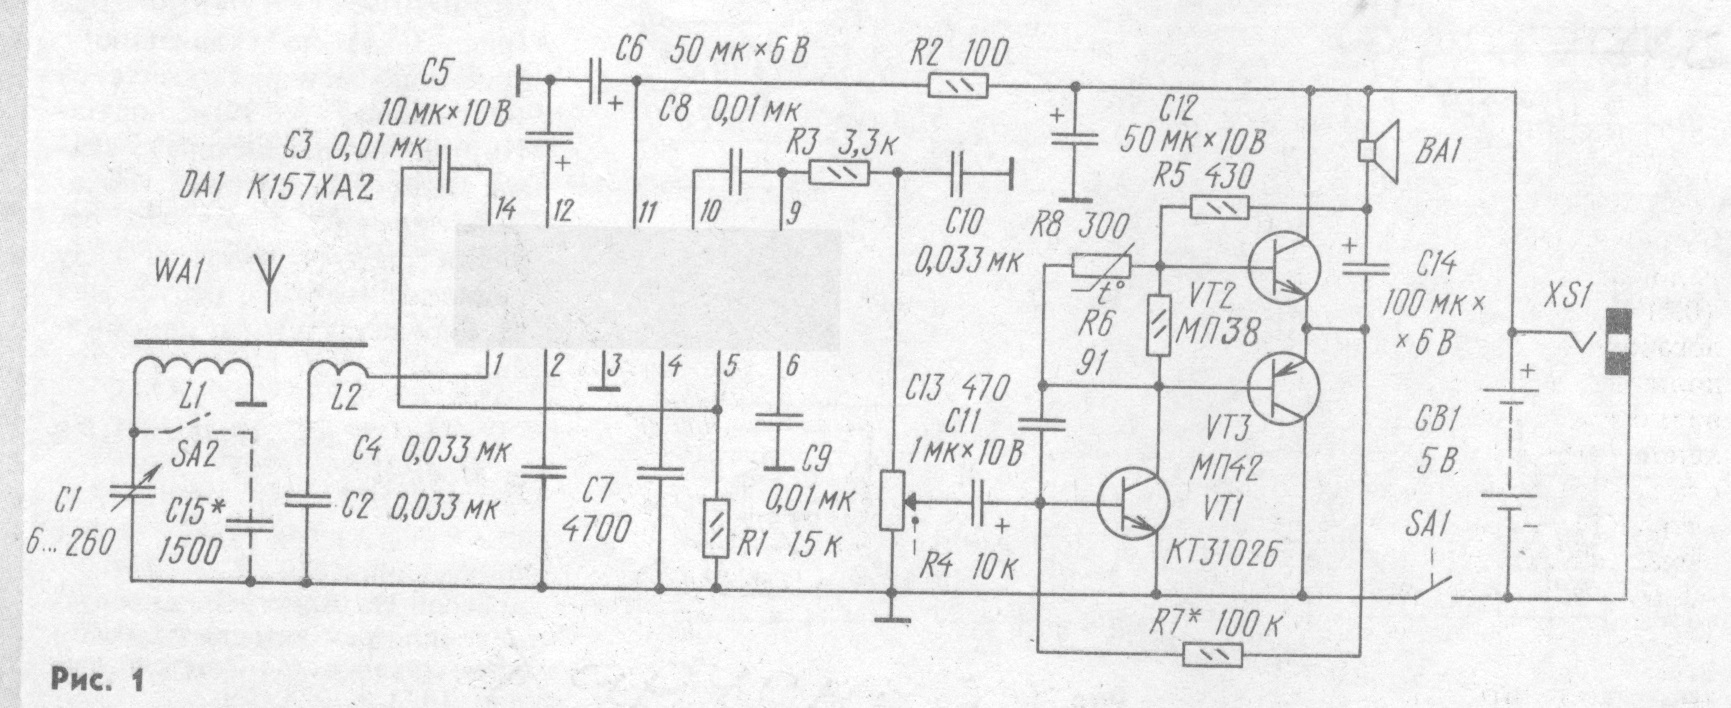 C6 50 мк×6 В
R2 100
C5
10 мк×10 В
C8 0,01 мк
C12
50 мк×10 В
C3 0,01 мк
R3 3,3 к
BA1
DA1 К157ХА2
R5 430
14
12
11
10
9
C10
0,033 мк
R8 300
t°
WA1
VT2
МП38
C14
100 мк×
×6 В
XS1
R6
91
1
2
3
4
5
6
L1
L2
C13 470
C11
1 мк×10 В
GB1
5 В.
SA2
C4 0,033 мк
VT3
МП42
C9
0,01 мк
C1
6...260
C15*
1500
C2 0,033 мк
C7
4700
R1 15 к
R4 10 к
VT1
КТ3102Б
SA1
R7* 100 к
Рис. 1